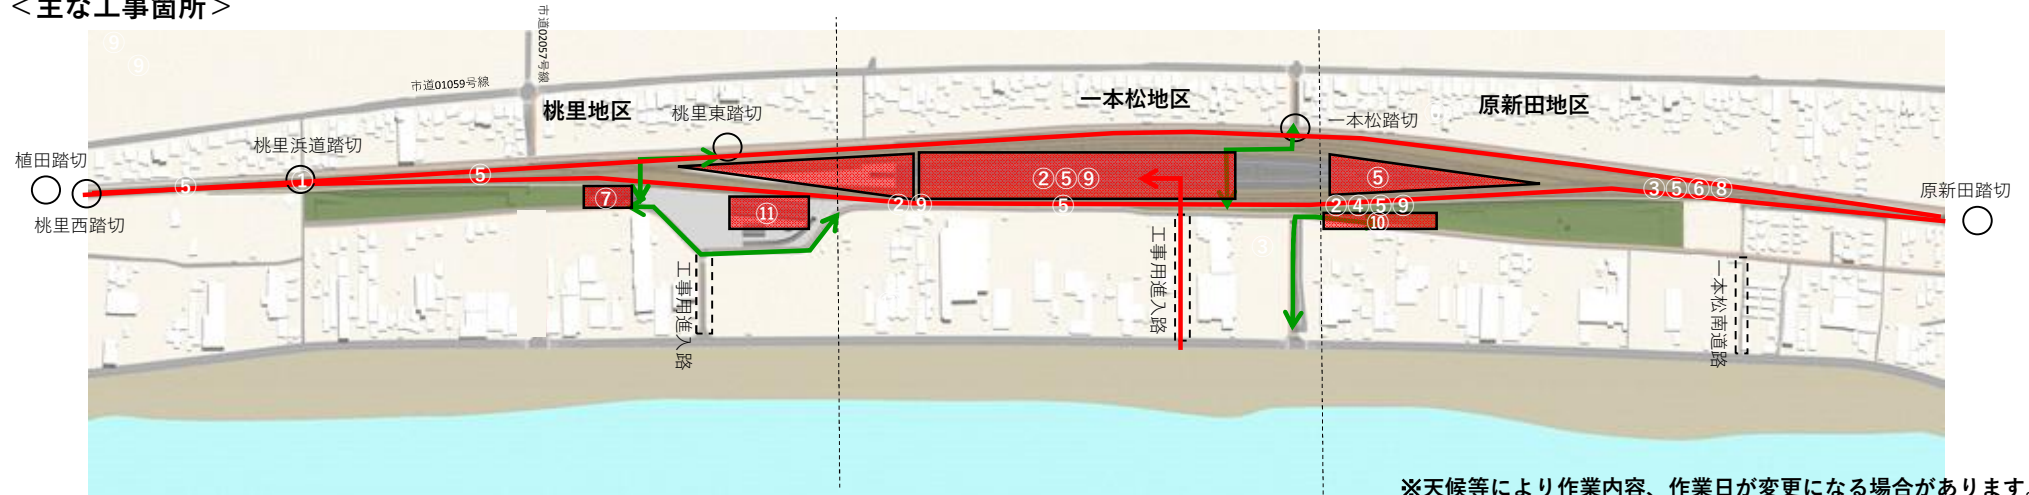 ＜主な工事箇所＞
市道02057号線
⑨
⑨
市道01059号線
桃里地区
桃里東踏切
一本松地区
一本松踏切
原新田地区
桃里浜道踏切
植田踏切
桃里西踏切
原新田踏切
⑤
①
⑤
②⑤⑨
⑤
③⑤⑥⑧
⑦
⑪
②⑨
⑤
②④⑤⑨
⑩
③
工事用進入路
工事用進入路
一本松南道路
※天候等により作業内容、作業日が変更になる場合があります。